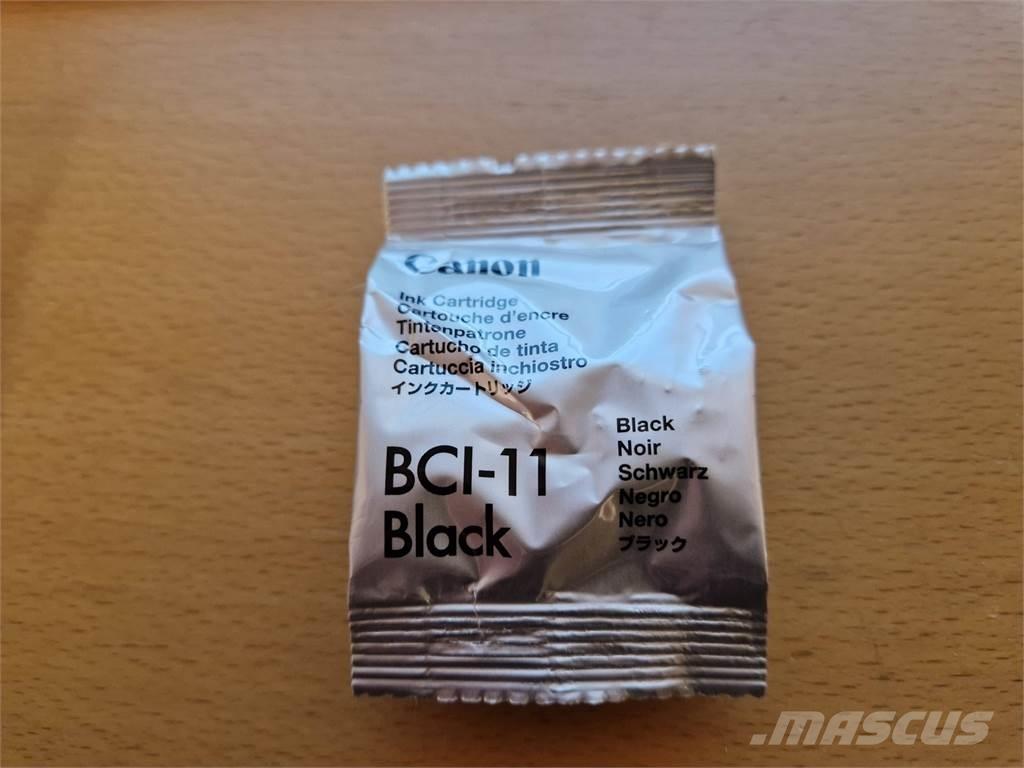 Canon
Ink Cartridge
Cartouche d'encre
Tintenpatrone
Cartucho de tinta
Cartuccia inchiostro
インクカートリッジ
BCI-11
Black
Black
Noir
Schwarz
Negro
Nero
ブラック
.MASCUS